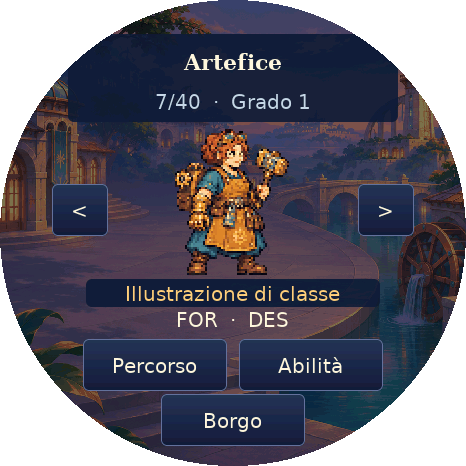 Artefice
7/40 · Grado 1
< >
Illustrazione di classe
FOR · DES
Percorso Abilità
Borgo